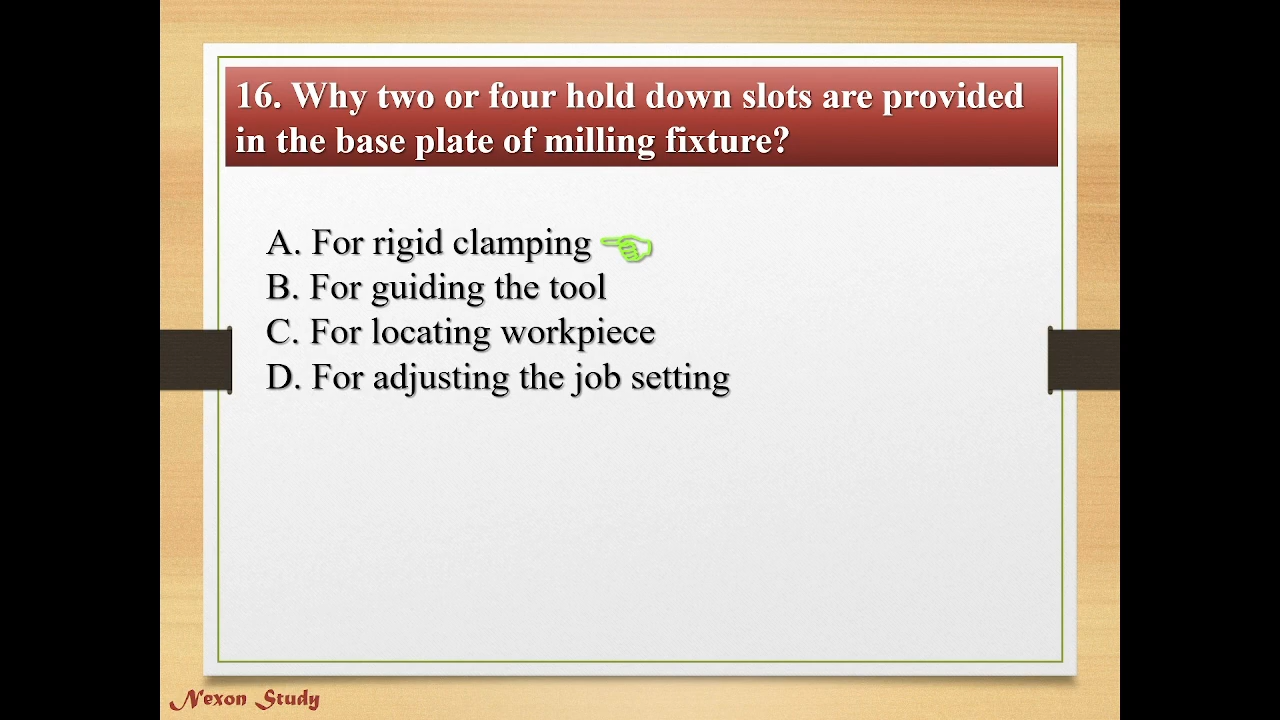 16. Why two or four hold down slots are provided
in the base plate of milling fixture?
A. For rigid clamping
B. For guiding the tool
C. For locating workpiece
D. For adjusting the job setting
Nexon Study